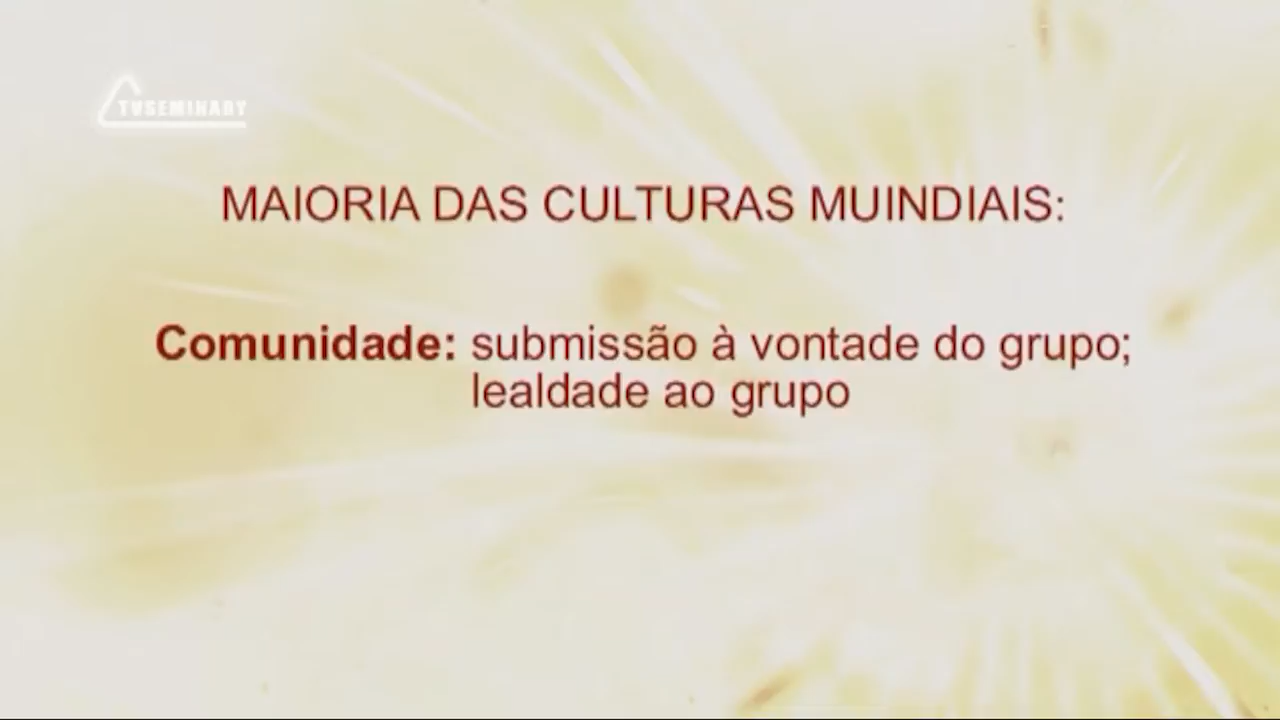 TVSEMINARY
MAIORIA DAS CULTURAS MUINDIAIS:
Comunidade: submissão à vontade do grupo;
lealdade ao grupo